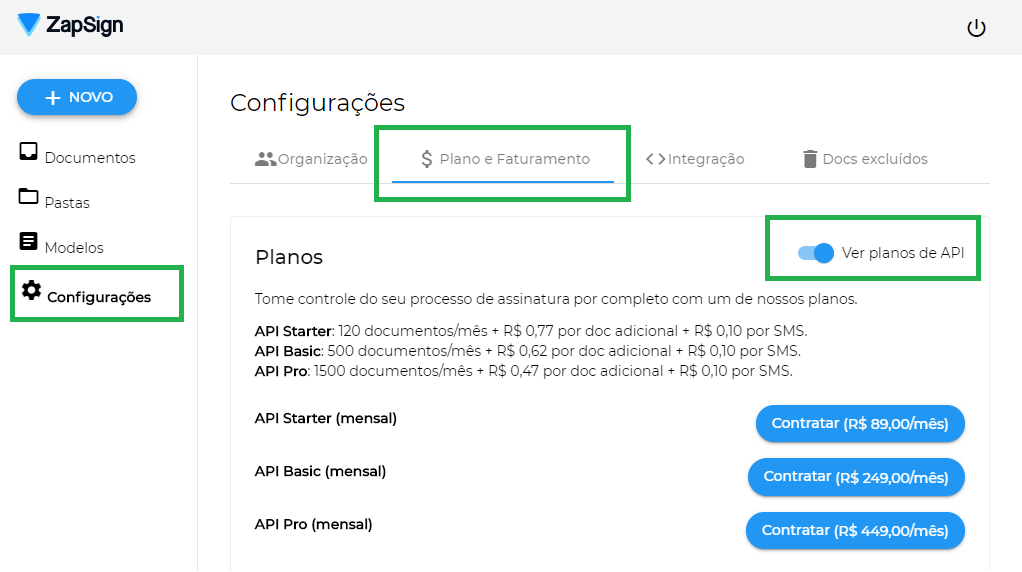 ZapSign
+ NOVO
Documentos
Pastas
Modelos
Configurações
Configurações
Organização
$ Plano e Faturamento
<> Integração
Docs excluídos
Planos
Ver planos de API
Tome controle do seu processo de assinatura por completo com um de nossos planos.
API Starter: 120 documentos/mês + R$ 0,77 por doc adicional + R$ 0,10 por SMS.
API Basic: 500 documentos/mês + R$ 0,62 por doc adicional + R$ 0,10 por SMS.
API Pro: 1500 documentos/mês + R$ 0,47 por doc adicional + R$ 0,10 por SMS.
API Starter (mensal)
Contratar (R$ 89,00/mês)
API Basic (mensal)
Contratar (R$ 249,00/mês)
API Pro (mensal)
Contratar (R$ 449,00/mês)